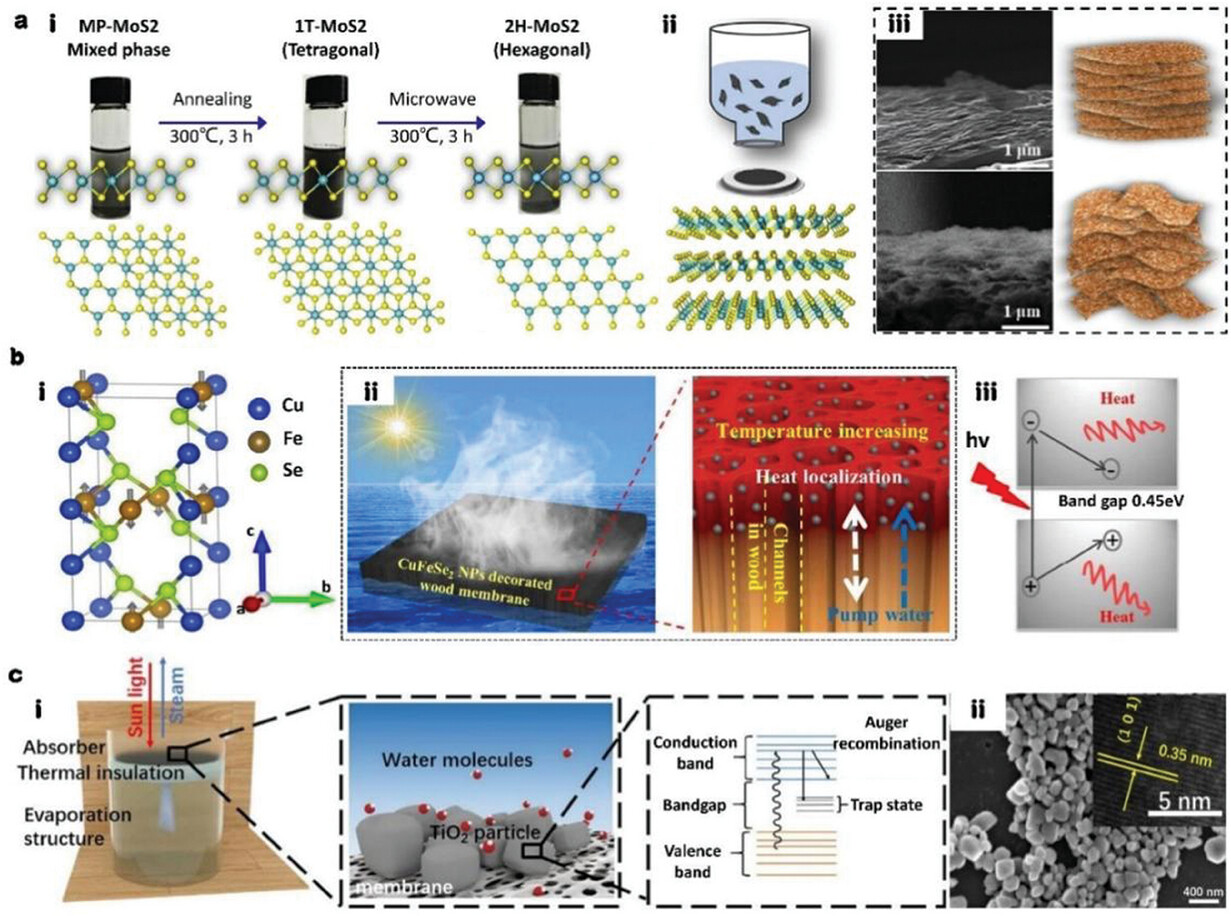 a
i
MP-MoS2
Mixed phase
1T-MoS2
(Tetragonal)
2H-MoS2
(Hexagonal)
Annealing
300℃, 3 h
Microwave
300℃, 3 h
ii
iii
1 μm
1 μm
b
i
Cu
Fe
Se
c
b
a
ii
CuFeSe₂ NPs decorated
wood membrane
Temperature increasing
Heat localization
Channels
in wood
Pump water
iii
hν
Heat
-
-
Band gap 0.45eV
+
+
Heat
c
i
Sun light
Steam
Absorber
Thermal insulation
Evaporation
structure
Water molecules
TiO₂ particle
membrane
Conduction
band
Bandgap
Valence
band
Auger
recombination
Trap state
ii
(1 0 1)
0.35 nm
5 nm
400 nm